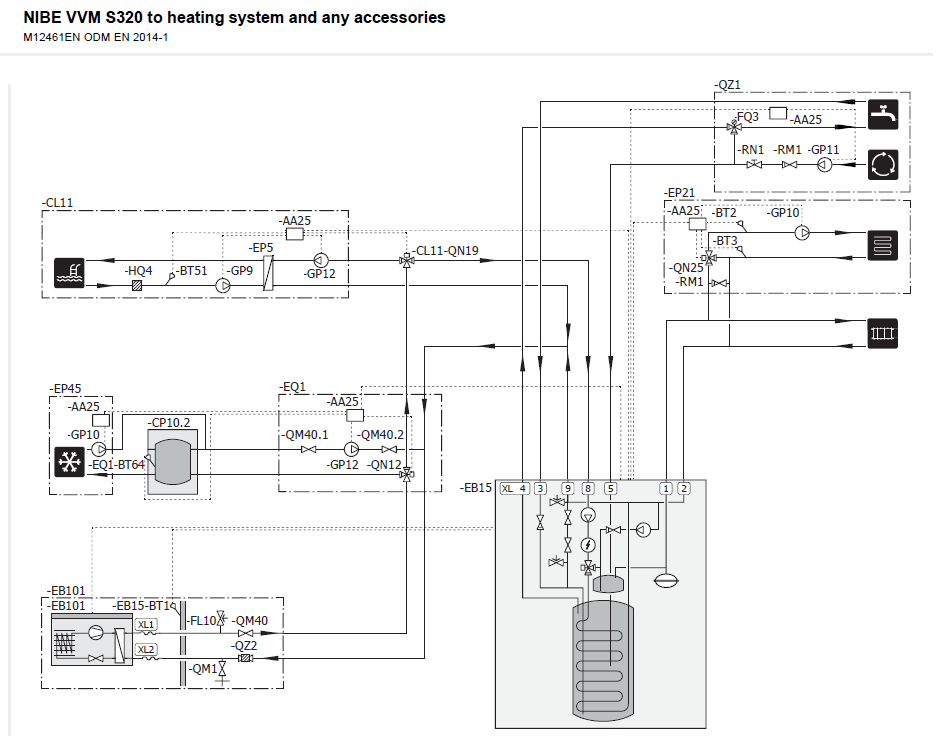 NIBE VVM S320 to heating system and any accessories
M12461EN ODM EN 2014-1
-QZ1
-FQ3
-AA25
-RN1 -RM1 -GP11
-EP21
-AA25 -BT2 -GP10
-BT3
-QN25
-RM1
-CL11
-AA25
-EP5
-CL11-QN19
-HQ4 -BT51 -GP9 -GP12
-EP45
-AA25
-GP10
-CP10.2
-EQ1-BT64
-EQ1
-AA25
-QM40.1 -QM40.2
-GP12 -QN12
-EB15
XL 4 3 9 8 5 1 2
-EB101
-EB101 -EB15-BT1
XL1
-FL10 -QM40
XL2
-QZ2
-QM1